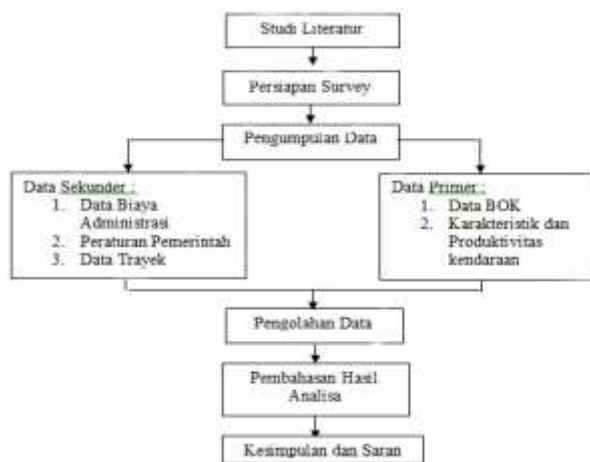 Studi Literatur
Persiapan Survey
Pengumpulan Data
Data Sekunder :
1. Data Biaya
Administrasi
2. Peraturan Pemerintah
3. Data Trayek
Data Primer :
1. Data BOK
2. Karakteristik dan
Produktivitas
kendaraan
Pengolahan Data
Pembahasan Hasil
Analisa
Kesimpulan dan Saran